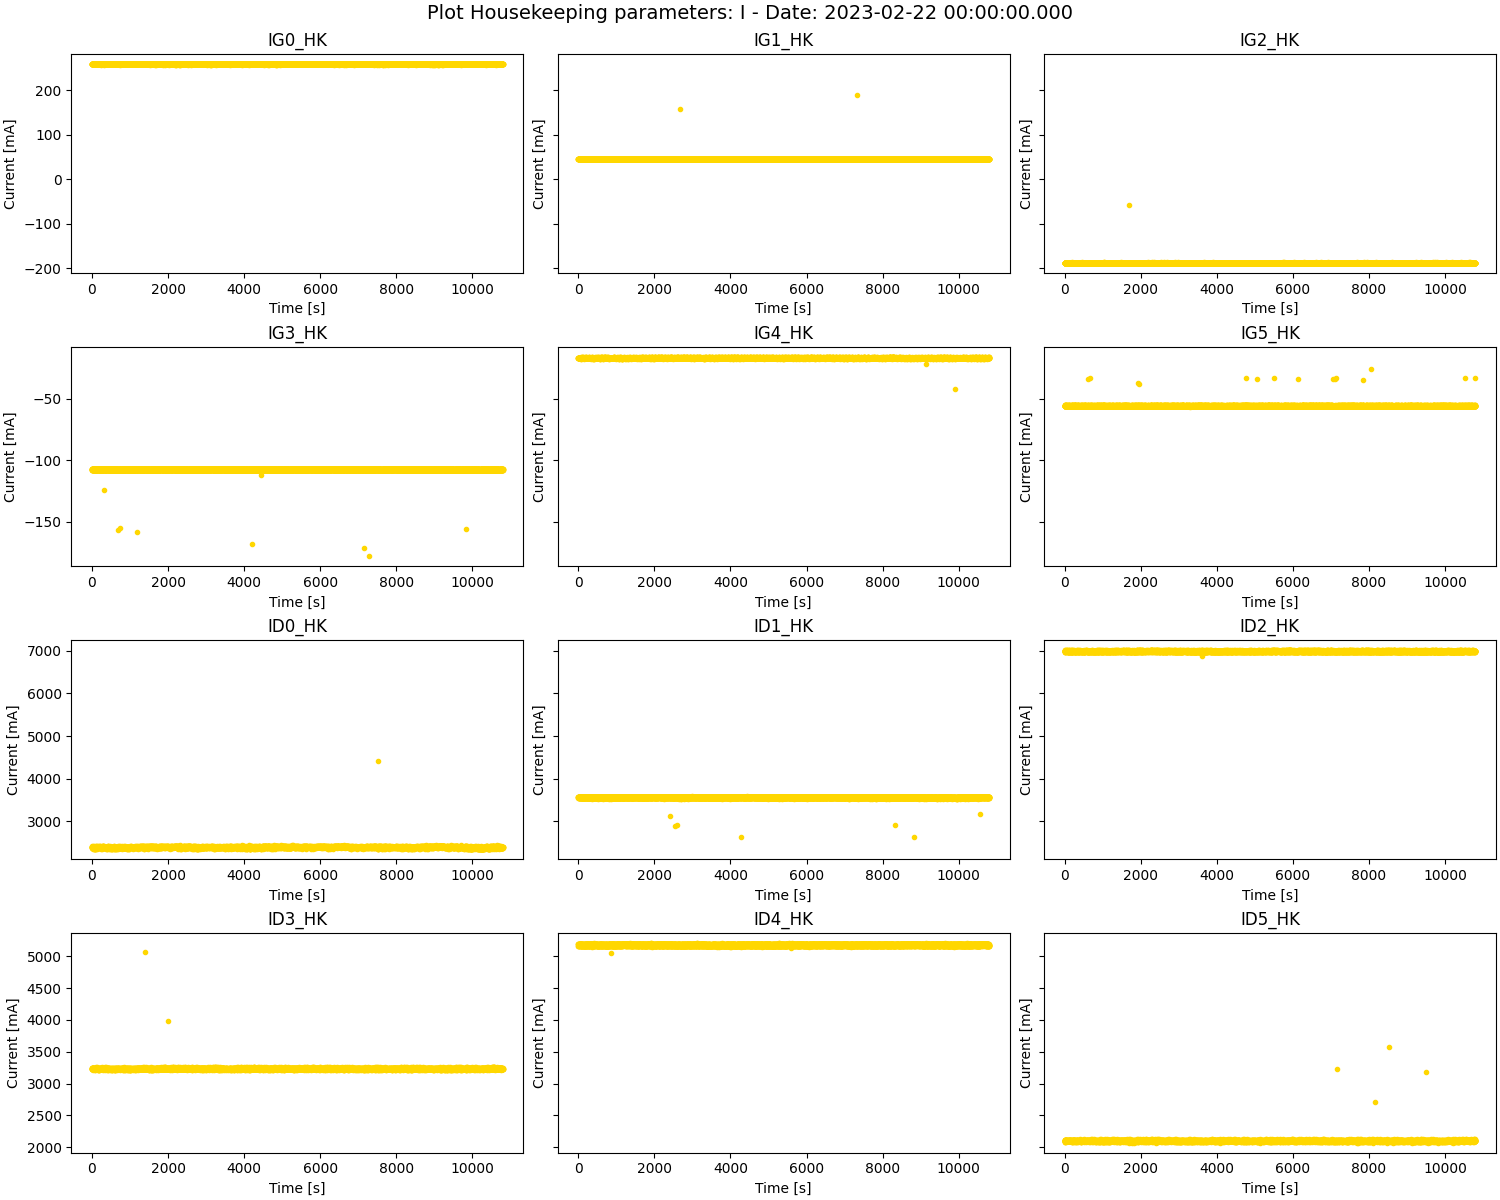 Plot Housekeeping parameters: I - Date: 2023-02-22 00:00:00.000
IG0_HK
IG1_HK
IG2_HK
200
100
0
−100
−200
Current [mA]
Current [mA]
Current [mA]
0 2000 4000 6000 8000 10000
0 2000 4000 6000 8000 10000
0 2000 4000 6000 8000 10000
Time [s]
Time [s]
Time [s]
IG3_HK
IG4_HK
IG5_HK
−50
−100
−150
Current [mA]
Current [mA]
Current [mA]
0 2000 4000 6000 8000 10000
0 2000 4000 6000 8000 10000
0 2000 4000 6000 8000 10000
Time [s]
Time [s]
Time [s]
ID0_HK
ID1_HK
ID2_HK
7000
6000
5000
4000
3000
Current [mA]
Current [mA]
Current [mA]
0 2000 4000 6000 8000 10000
0 2000 4000 6000 8000 10000
0 2000 4000 6000 8000 10000
Time [s]
Time [s]
Time [s]
ID3_HK
ID4_HK
ID5_HK
5000
4500
4000
3500
3000
2500
2000
Current [mA]
Current [mA]
Current [mA]
0 2000 4000 6000 8000 10000
0 2000 4000 6000 8000 10000
0 2000 4000 6000 8000 10000
Time [s]
Time [s]
Time [s]